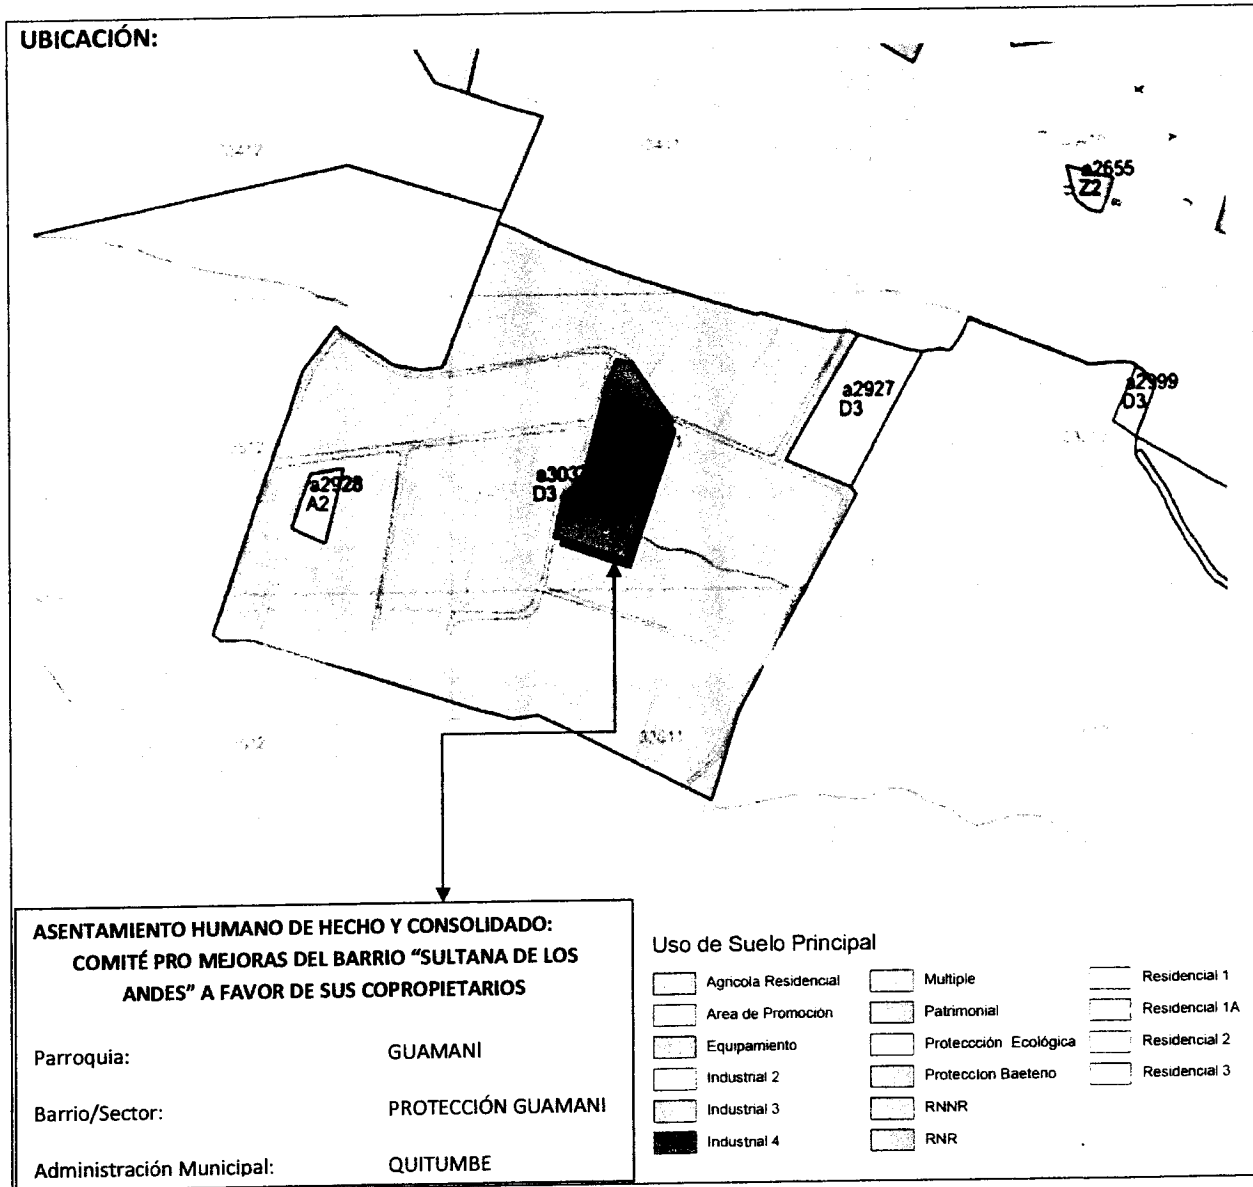 UBICACIÓN:
a2655
Z2
a2927
D3
a2999
D3
a2928
A2
D3
ASENTAMIENTO HUMANO DE HECHO Y CONSOLIDADO:
COMITÉ PRO MEJORAS DEL BARRIO “SULTANA DE LOS
ANDES” A FAVOR DE SUS COPROPIETARIOS
Parroquia: GUAMANÍ
Barrio/Sector: PROTECCIÓN GUAMANI
Administración Municipal: QUITUMBE
Uso de Suelo Principal
Agricola Residencial
Area de Promoción
Equipamiento
Industrial 2
Industrial 3
Industrial 4
Multiple
Patrimonial
Proteccción Ecológica
Proteccion Baeterio
RNNR
RNR
Residencial 1
Residencial 1A
Residencial 2
Residencial 3